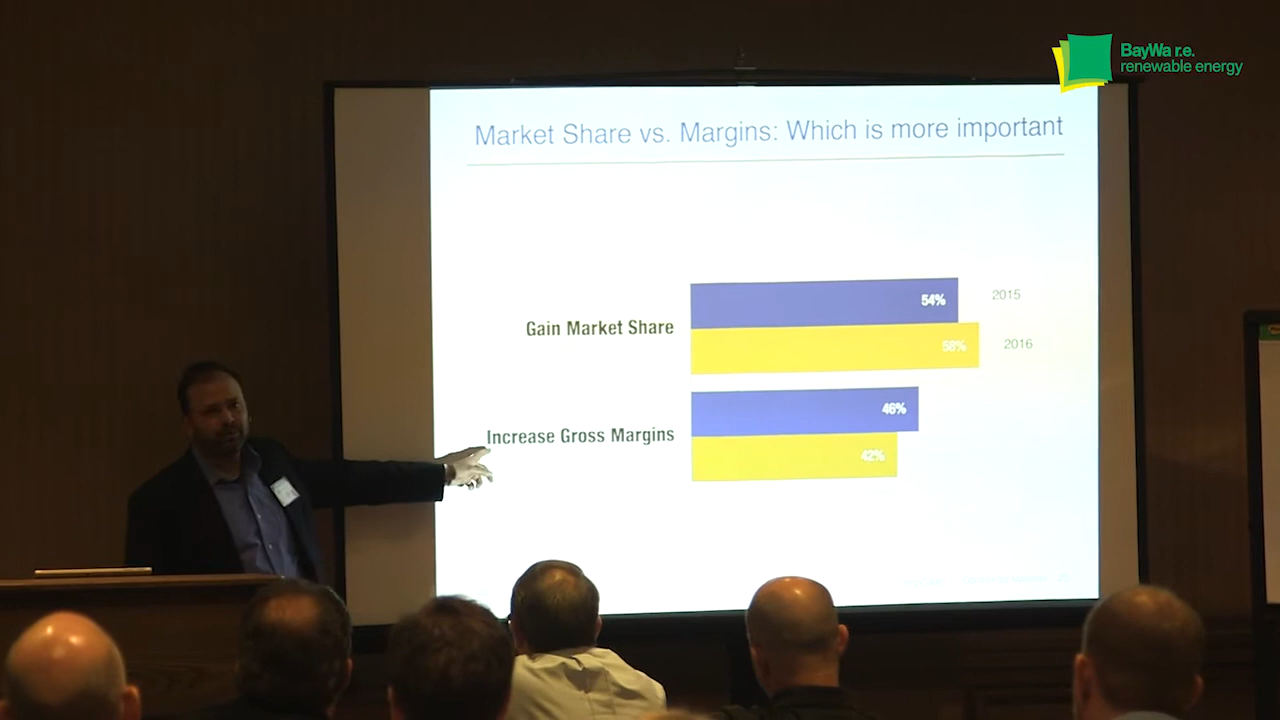 BayWa r.e.
renewable energy
Market Share vs. Margins: Which is more important
54%
2015
Gain Market Share
58%
2016
46%
Increase Gross Margins
42%